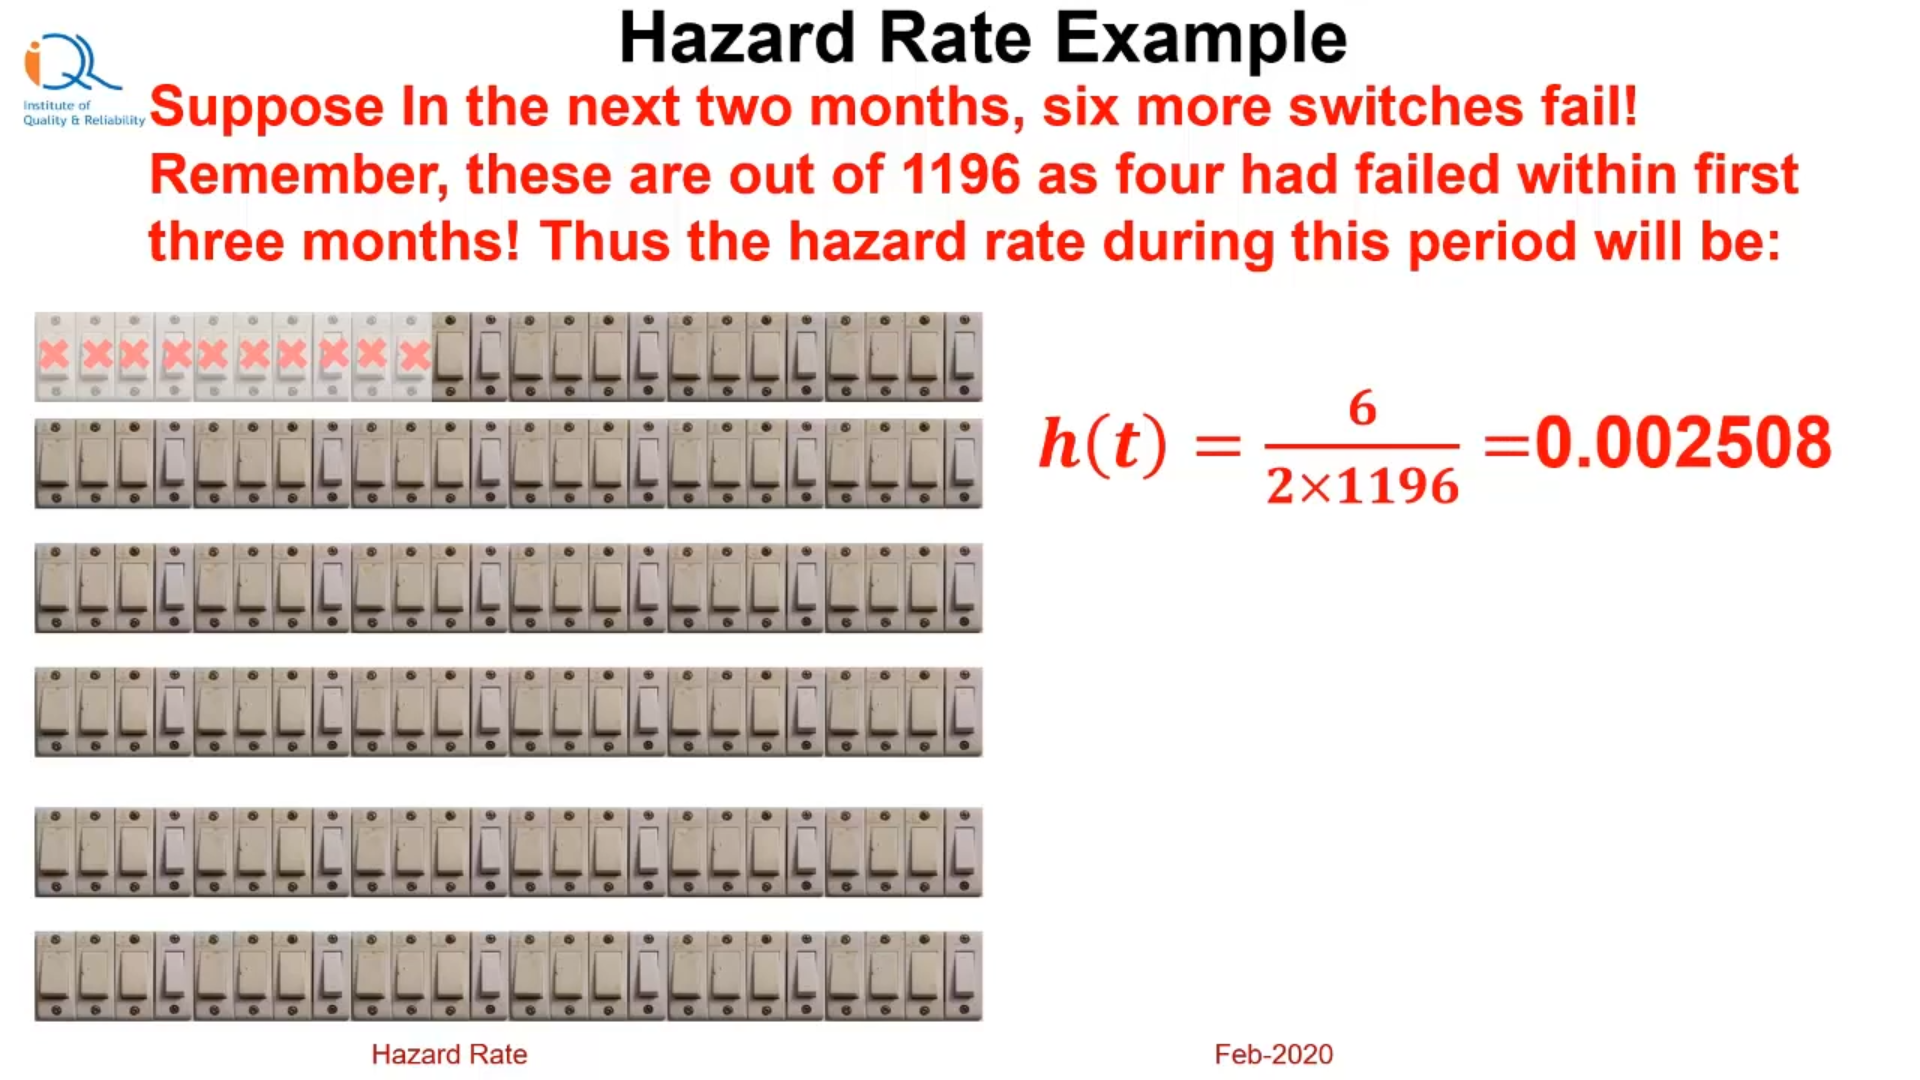 Hazard Rate Example
iQR
Institute of
Quality & Reliability
Suppose In the next two months, six more switches fail!
Remember, these are out of 1196 as four had failed within first
three months! Thus the hazard rate during this period will be:
h(t) = 6 / 2×1196 =0.002508
Hazard Rate
Feb-2020